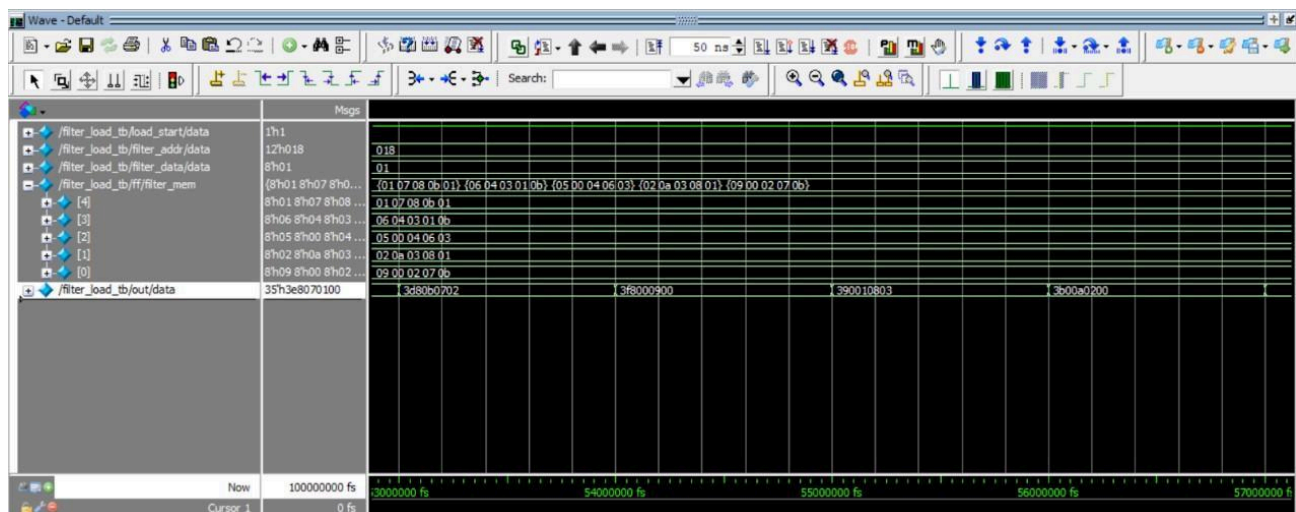 Wave - Default
50 ns
Search:
Msgs
/filter_load_tb/load_start/data 1'h1
/filter_load_tb/filter_addr/data 12'h018 018
/filter_load_tb/filter_data/data 8'h01 01
/filter_load_tb/ff/filter_mem {8'h01 8'h07 8'h0... {01 07 08 0b 01} {06 04 03 01 0b} {05 00 04 06 03} {02 0a 03 08 01} {09 00 02 07 0b}
[4] 8'h01 8'h07 8'h08 ... 01 07 08 0b 01
[3] 8'h06 8'h04 8'h03 ... 06 04 03 01 0b
[2] 8'h05 8'h00 8'h04 ... 05 00 04 06 03
[1] 8'h02 8'h0a 8'h03 ... 02 0a 03 08 01
[0] 8'h09 8'h00 8'h02 ... 09 00 02 07 0b
/filter_load_tb/out/data 35'h3e8070100 3d80b0702 3f8000900 390010803 3b00a0200
Now 100000000 fs 3000000 fs 54000000 fs 55000000 fs 56000000 fs 57000000 f
Cursor 1 0 fs